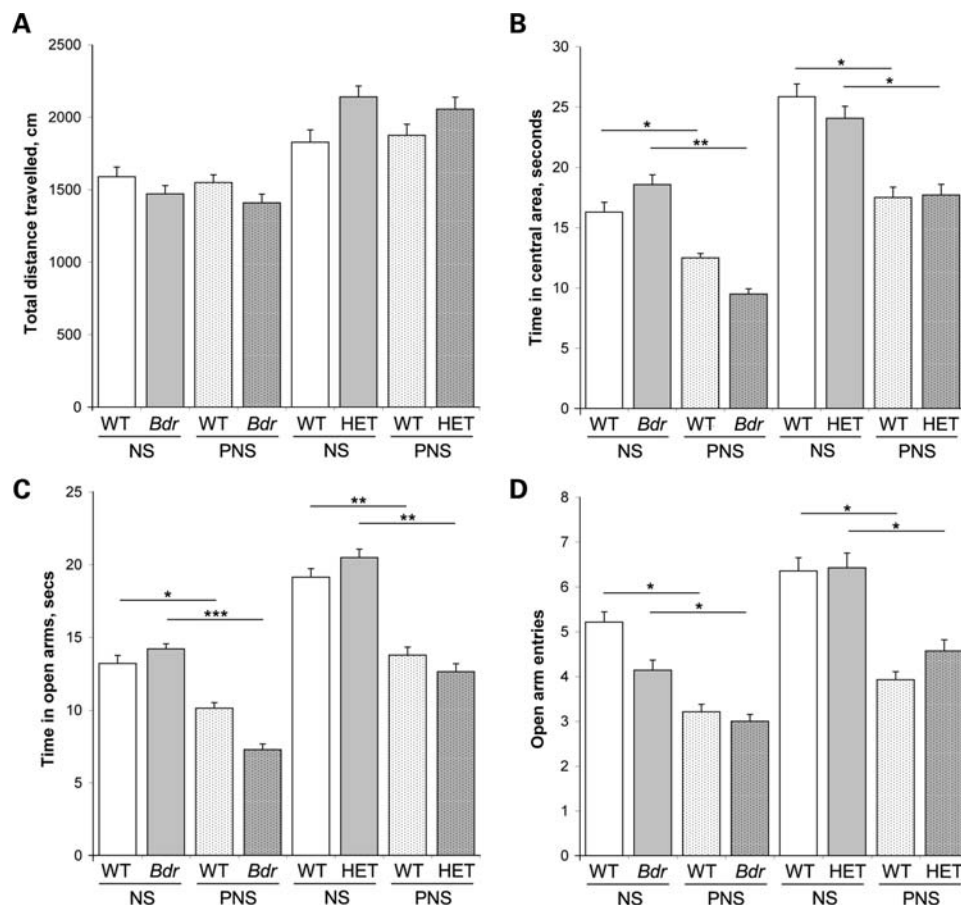 A
Total distance travelled, cm
2500
2000
1500
1000
500
0
WT Bdr WT Bdr WT HET WT HET
NS PNS NS PNS
B
Time in central area, seconds
30
25
20
15
10
5
0
* ** * *
WT Bdr WT Bdr WT HET WT HET
NS PNS NS PNS
C
Time in open arms, secs
25
20
15
10
5
0
* *** ** **
WT Bdr WT Bdr WT HET WT HET
NS PNS NS PNS
D
Open arm entries
8
7
6
5
4
3
2
1
0
* * * *
WT Bdr WT Bdr WT HET WT HET
NS PNS NS PNS